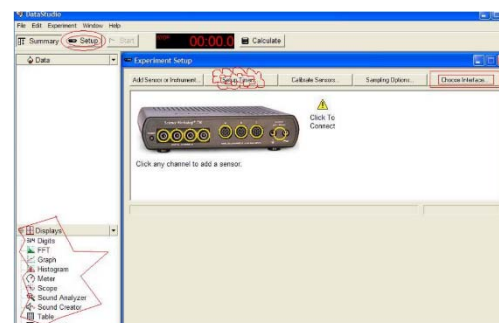 DataStudio
File Edit Experiment Window Help
Summary Setup Start 00:00.0 Calculate
Data
Experiment Setup
Add Sensor or Instrument... Setup Timers... Calibrate Sensors... Sampling Options... Choose Interface...
Click To
Connect
Click any channel to add a sensor.
Displays
Digits
FFT
Graph
Histogram
Meter
Scope
Sound Analyzer
Sound Creator
Table